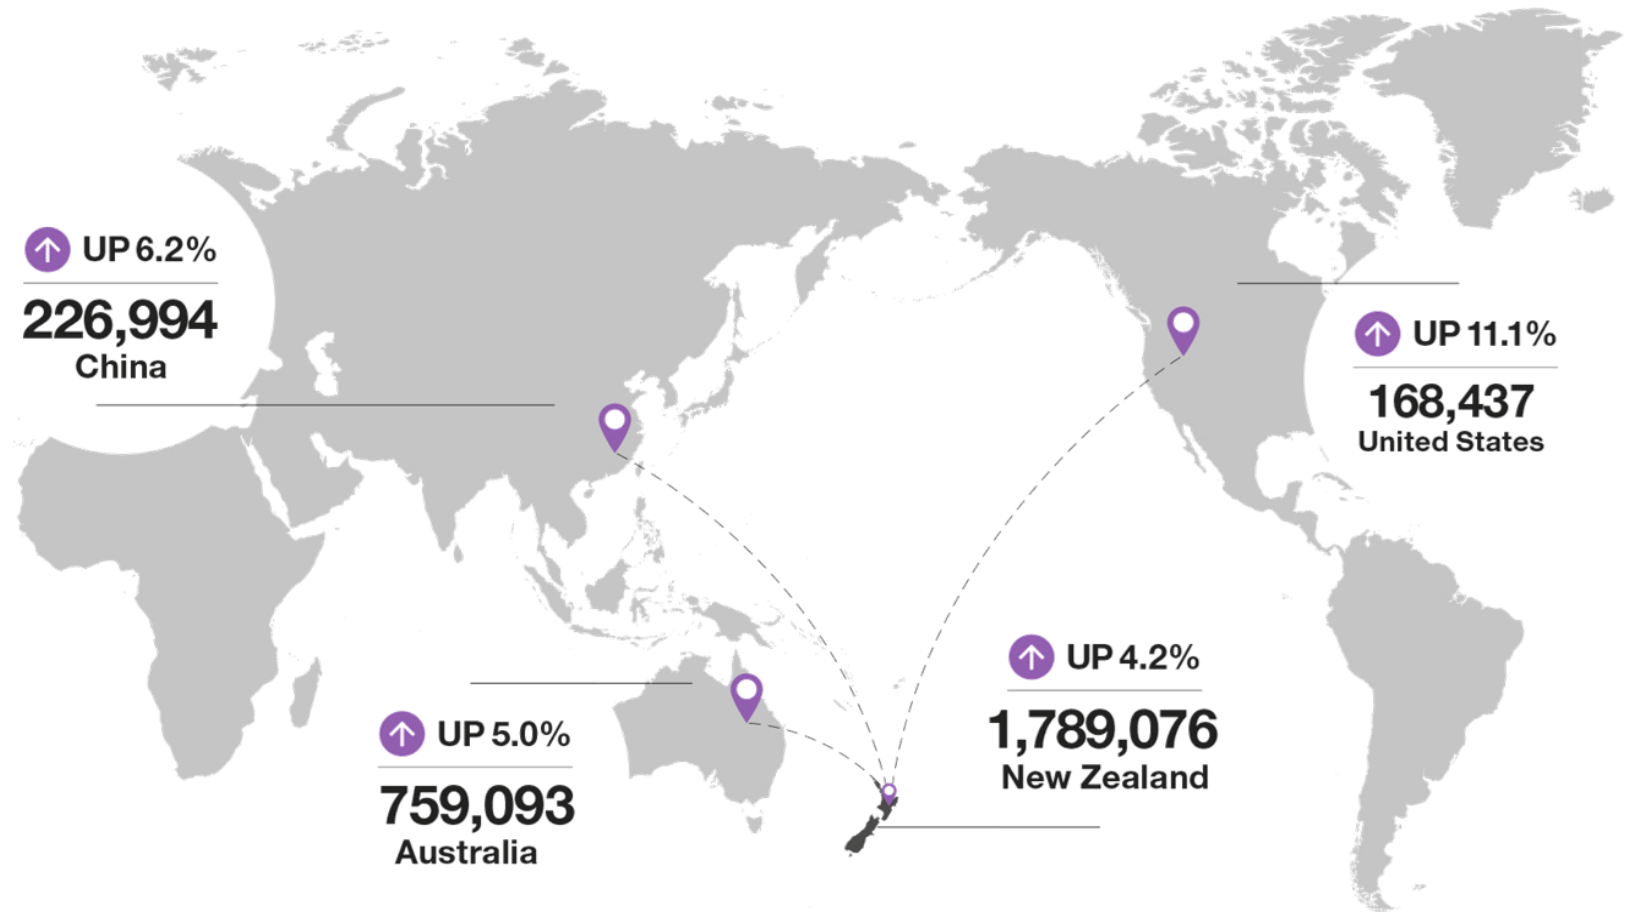 UP 6.2%
226,994
China
UP 11.1%
168,437
United States
UP 4.2%
1,789,076
New Zealand
UP 5.0%
759,093
Australia